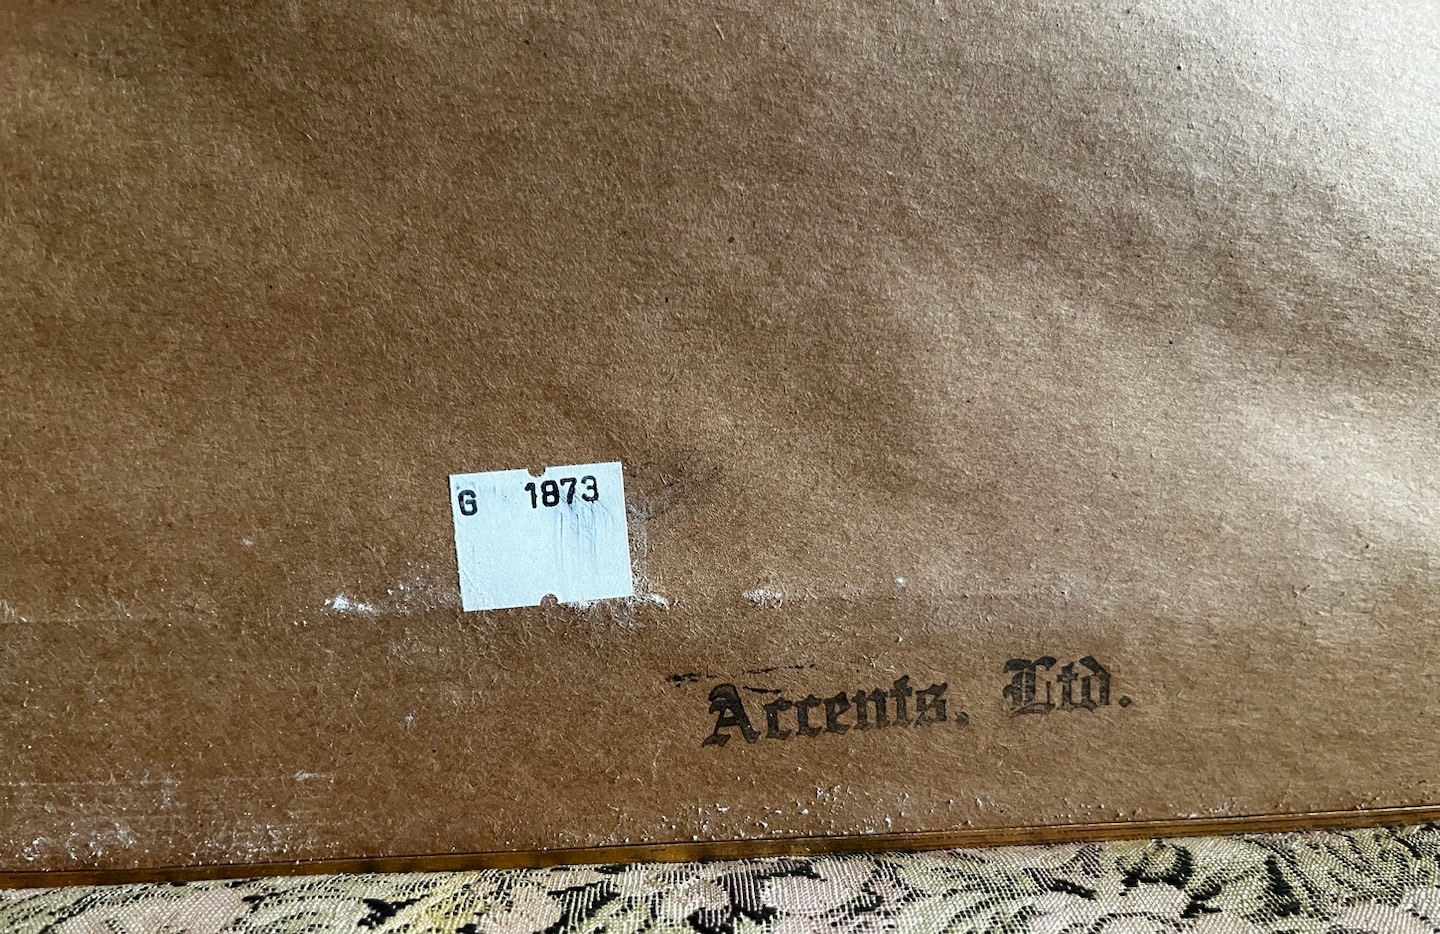 G 1873
Accents, Ltd.